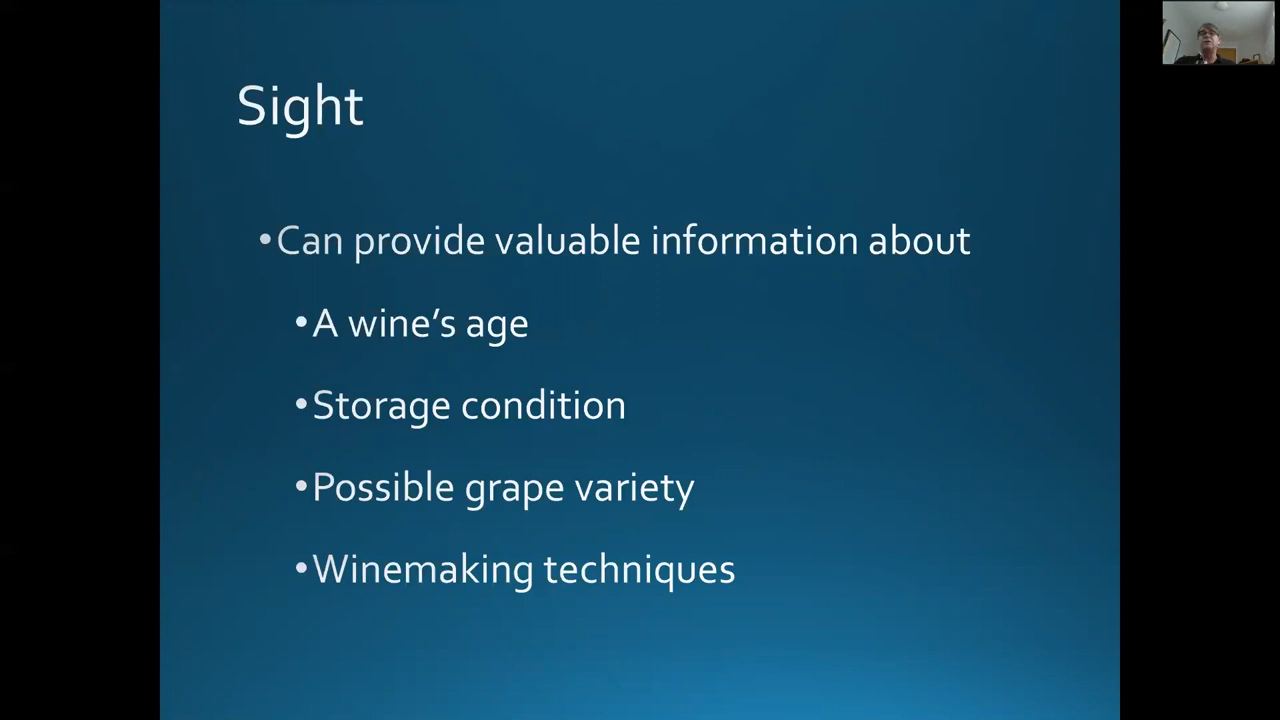 Sight
•Can provide valuable information about
•A wine’s age
•Storage condition
•Possible grape variety
•Winemaking techniques